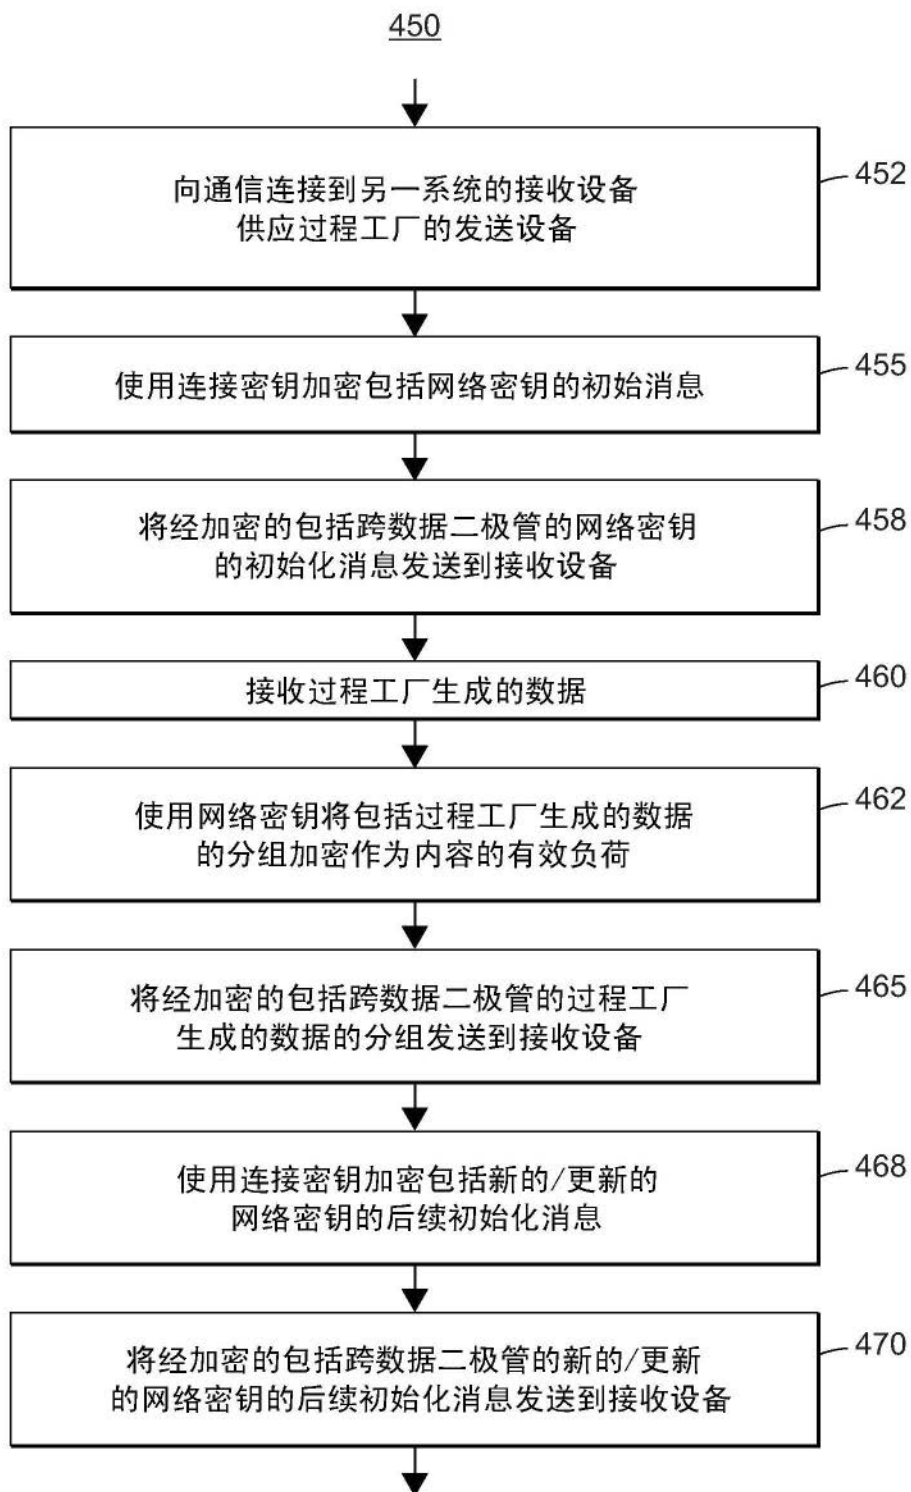 450
向通信连接到另一系统的接收设备
供应过程工厂的发送设备
452
使用连接密钥加密包括网络密钥的初始消息
455
将经加密的包括跨数据二极管的网络密钥
的初始化消息发送到接收设备
458
接收过程工厂生成的数据
460
使用网络密钥将包括过程工厂生成的数据
的分组加密作为内容的有效负荷
462
将经加密的包括跨数据二极管的过程工厂
生成的数据的分组发送到接收设备
465
使用连接密钥加密包括新的/更新的
网络密钥的后续初始化消息
468
将经加密的包括跨数据二极管的新的/更新
的网络密钥的后续初始化消息发送到接收设备
470